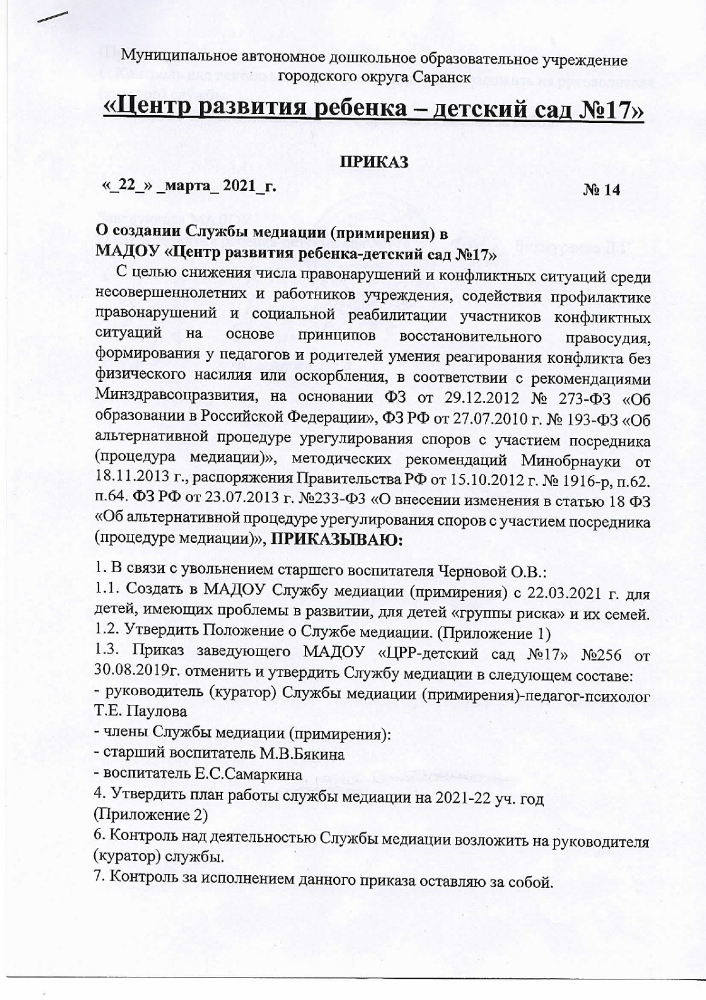 Муниципальное автономное дошкольное образовательное учреждение
городского округа Саранск
«Центр развития ребенка – детский сад №17»
ПРИКАЗ
«_22_» _марта_ 2021_г.
№ 14
О создании Службы медиации (примирения) в
МАДОУ «Центр развития ребенка-детский сад №17»
С целью снижения числа правонарушений и конфликтных ситуаций среди
несовершеннолетних и работников учреждения, содействия профилактике
правонарушений и социальной реабилитации участников конфликтных
ситуаций на основе принципов восстановительного правосудия,
формирования у педагогов и родителей умения реагирования конфликта без
физического насилия или оскорбления, в соответствии с рекомендациями
Минздравсоцразвития, на основании ФЗ от 29.12.2012 № 273-ФЗ «Об
образовании в Российской Федерации», ФЗ РФ от 27.07.2010 г. № 193-ФЗ «Об
альтернативной процедуре урегулирования споров с участием посредника
(процедура медиации)», методических рекомендаций Минобрнауки от
18.11.2013 г., распоряжения Правительства РФ от 15.10.2012 г. № 1916-р, п.62.
п.64. ФЗ РФ от 23.07.2013 г. №233-ФЗ «О внесении изменения в статью 18 ФЗ
«Об альтернативной процедуре урегулирования споров с участием посредника
(процедуре медиации)», ПРИКАЗЫВАЮ:
1. В связи с увольнением старшего воспитателя Черновой О.В.:
1.1. Создать в МАДОУ Службу медиации (примирения) с 22.03.2021 г. для
детей, имеющих проблемы в развитии, для детей «группы риска» и их семей.
1.2. Утвердить Положение о Службе медиации. (Приложение 1)
1.3. Приказ заведующего МАДОУ «ЦРР-детский сад №17» №256 от
30.08.2019г. отменить и утвердить Службу медиации в следующем составе:
- руководитель (куратор) Службы медиации (примирения)-педагог-психолог
Т.Е. Паулова
- члены Службы медиации (примирения):
- старший воспитатель М.В.Бякина
- воспитатель Е.С.Самаркина
4. Утвердить план работы службы медиации на 2021-22 уч. год
(Приложение 2)
6. Контроль над деятельностью Службы медиации возложить на руководителя
(куратор) службы.
7. Контроль за исполнением данного приказа оставляю за собой.